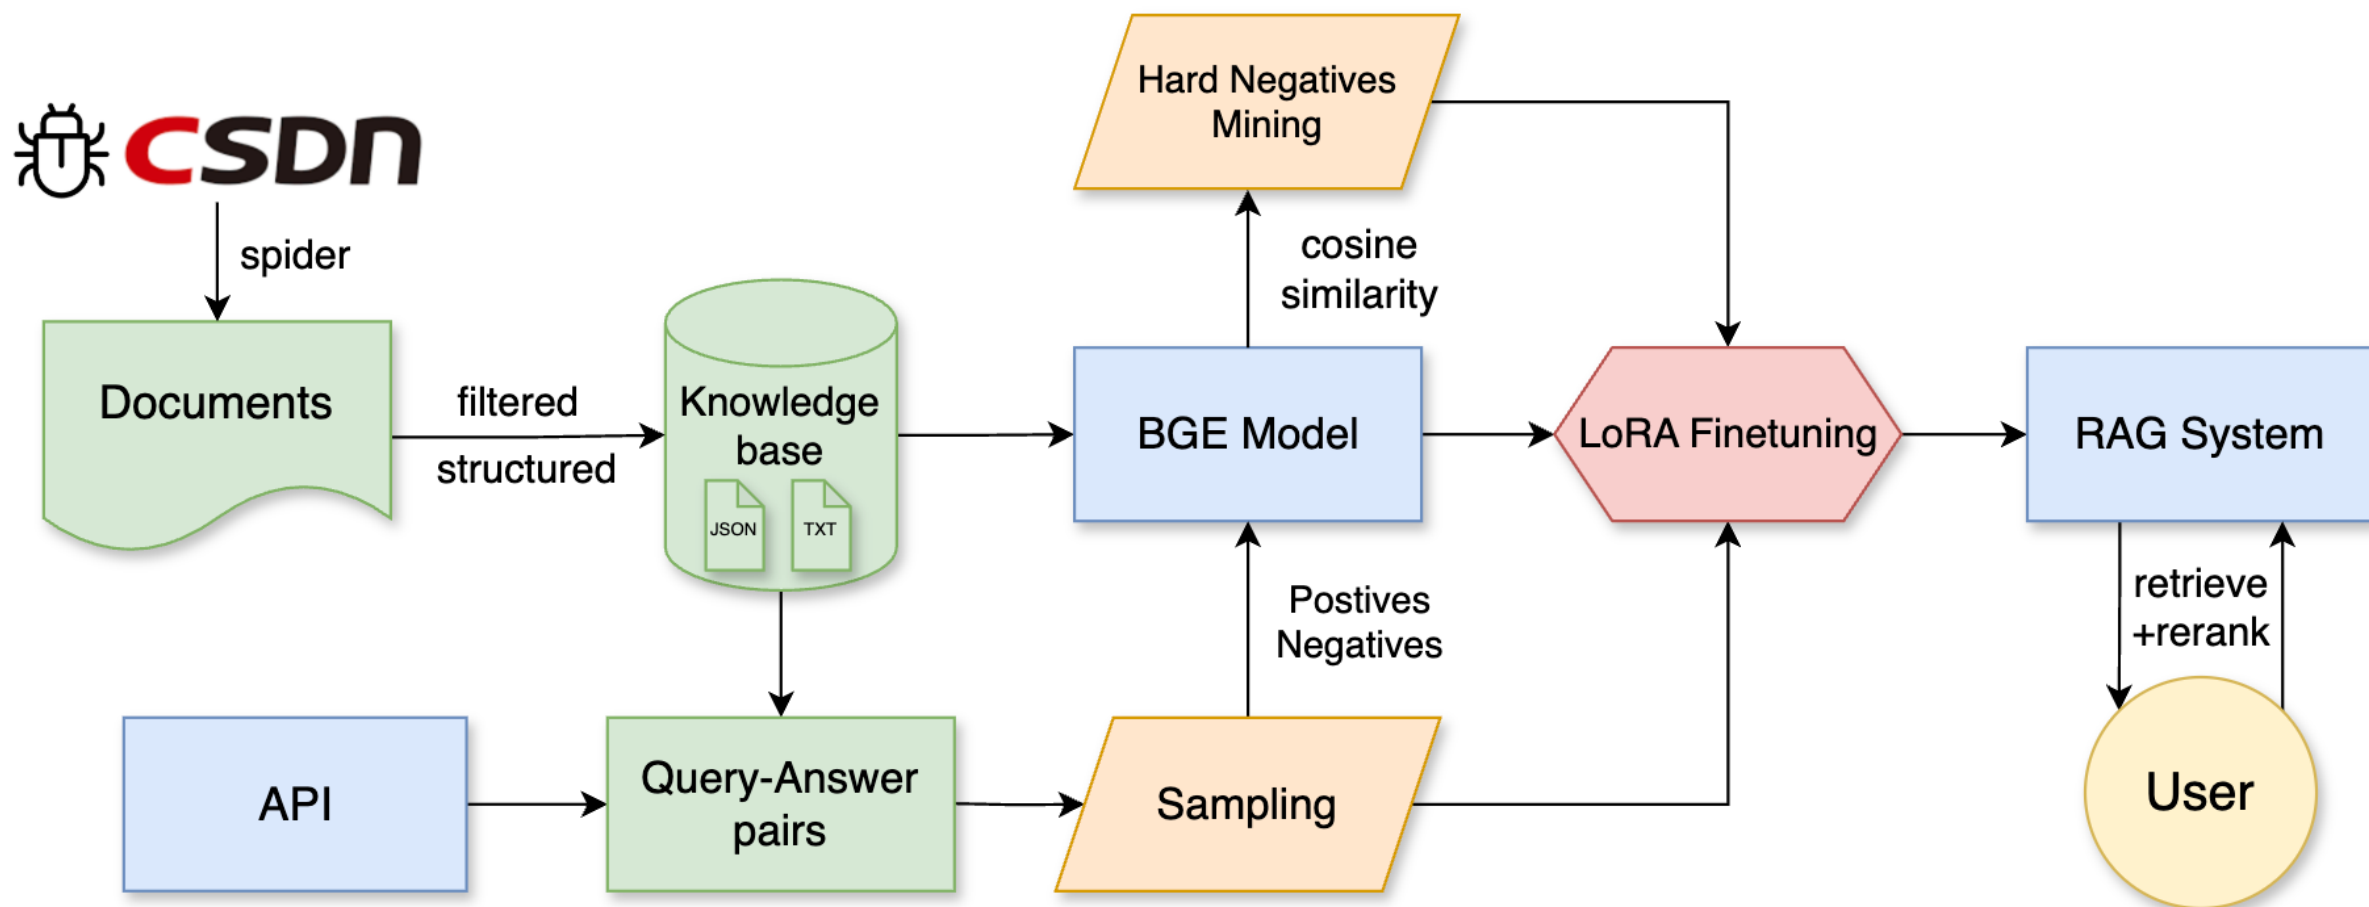 Hard Negatives
Mining
CSDN
spider
cosine
similarity
Documents
filtered
structured
Knowledge
base
JSON
TXT
BGE Model
LoRA Finetuning
RAG System
Postives
Negatives
retrieve
+rerank
API
Query-Answer
pairs
Sampling
User